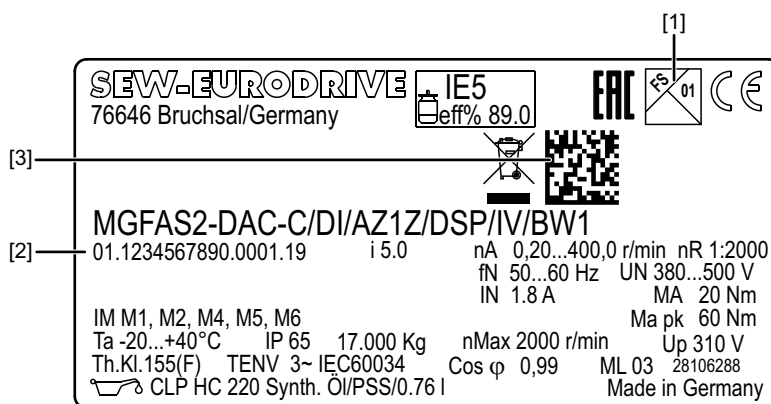 [1]
SEW-EURODRIVE
76646 Bruchsal/Germany
IE5
eff% 89.0
EAC
FS 01
CE
[3]
MGFAS2-DAC-C/DI/AZ1Z/DSP/IV/BW1
[2]
01.1234567890.0001.19 i 5.0 nA 0,20...400,0 r/min nR 1:2000
fN 50...60 Hz UN 380...500 V
IN 1.8 A MA 20 Nm
IM M1, M2, M4, M5, M6 Ma pk 60 Nm
Ta -20...+40°C IP 65 17.000 Kg nMax 2000 r/min Up 310 V
Th.Kl.155(F) TENV 3~ IEC60034 Cos φ 0,99 ML 03 28106288
CLP HC 220 Synth. Öl/PSS/0.76 l Made in Germany